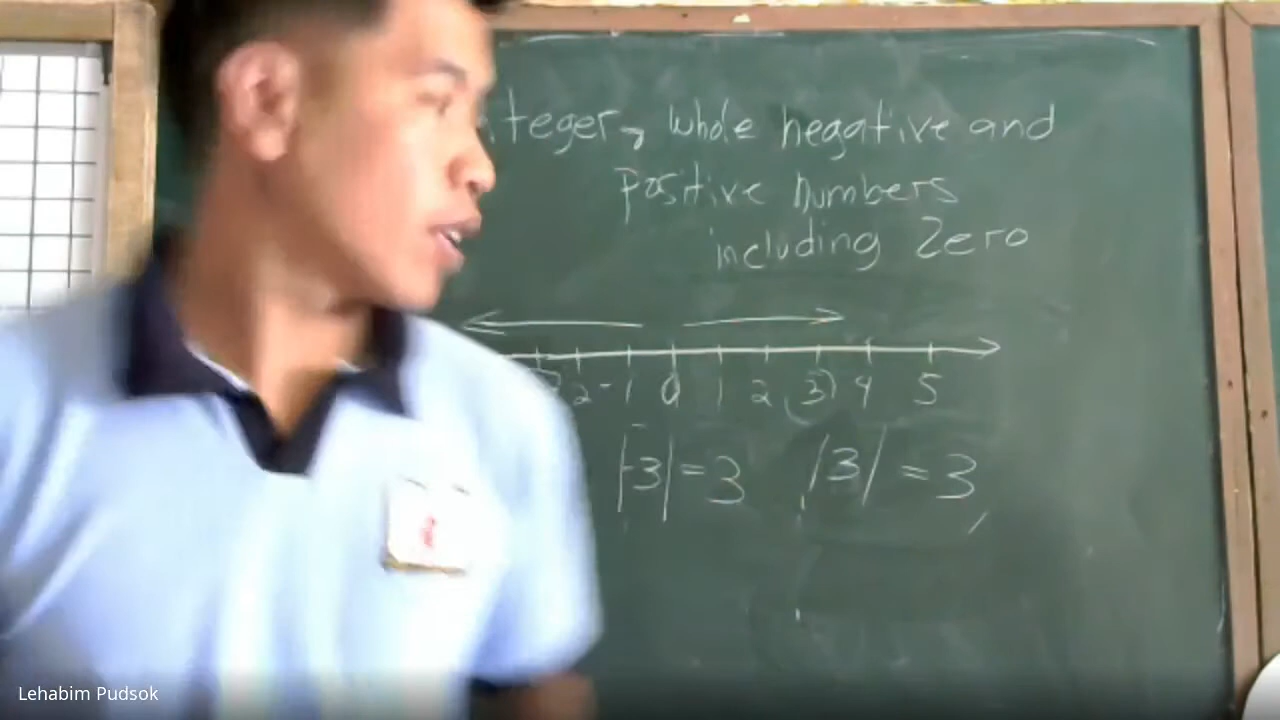 teger, whole negative and
positive numbers
including Zero
2 -1 0 1 2 3 4 5
|-3| = 3 |3| = 3
Lehabim Pudsok